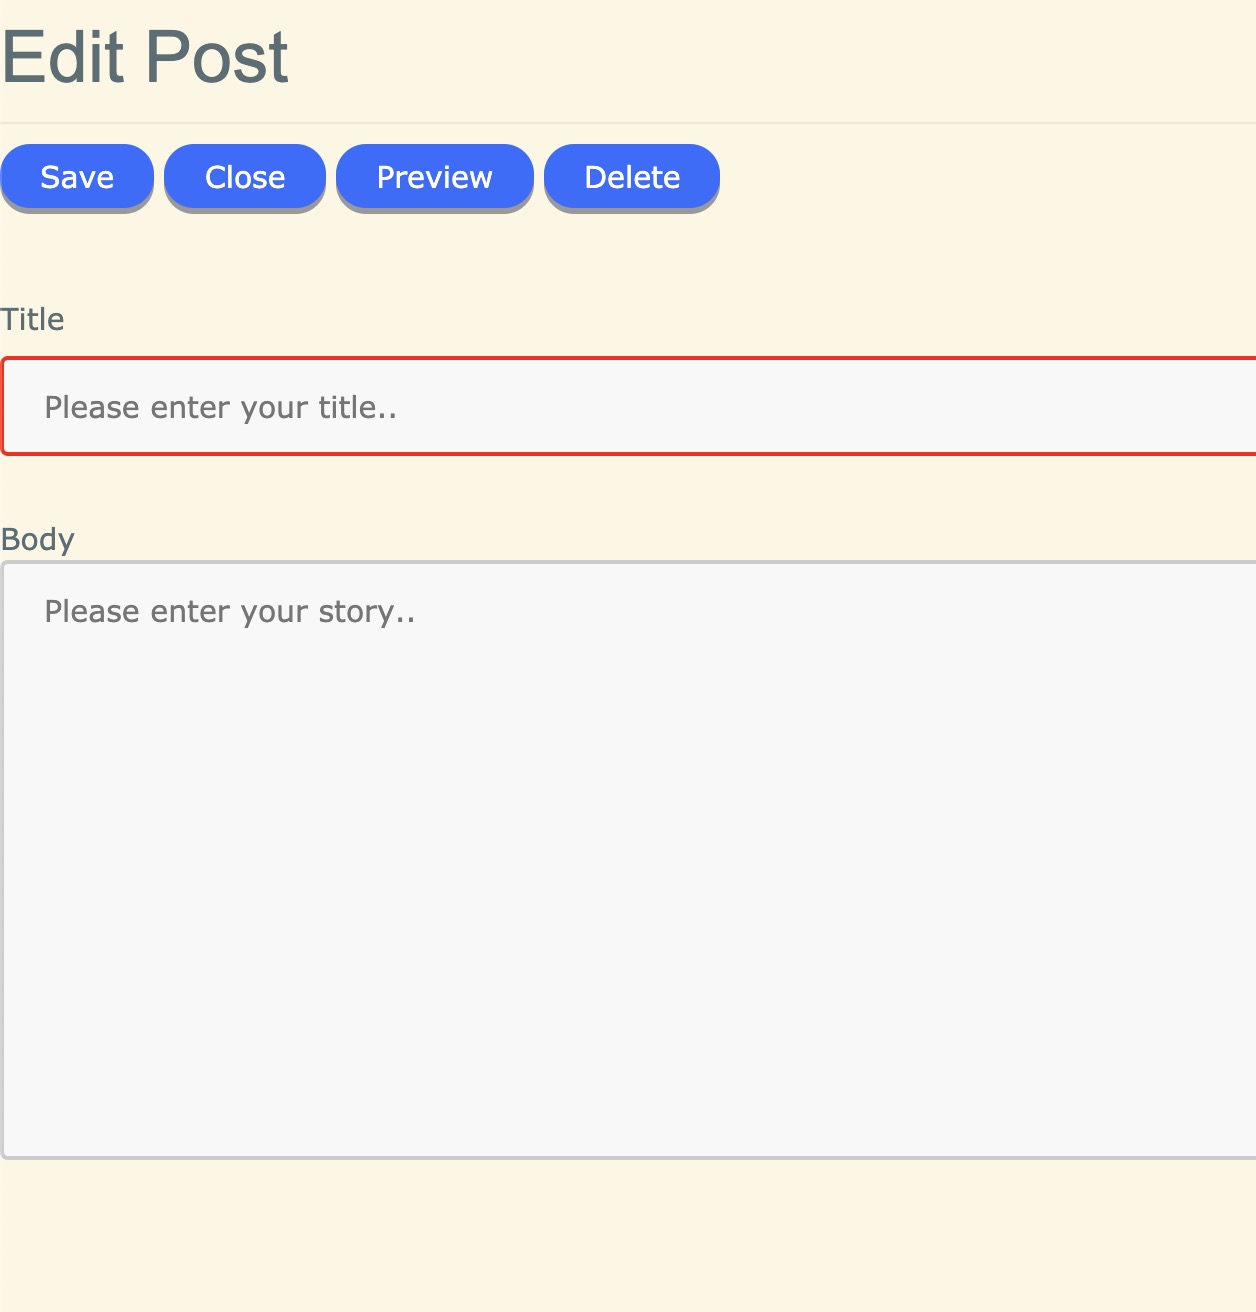 Edit Post
Save Close Preview Delete
Title
Please enter your title..
Body
Please enter your story..